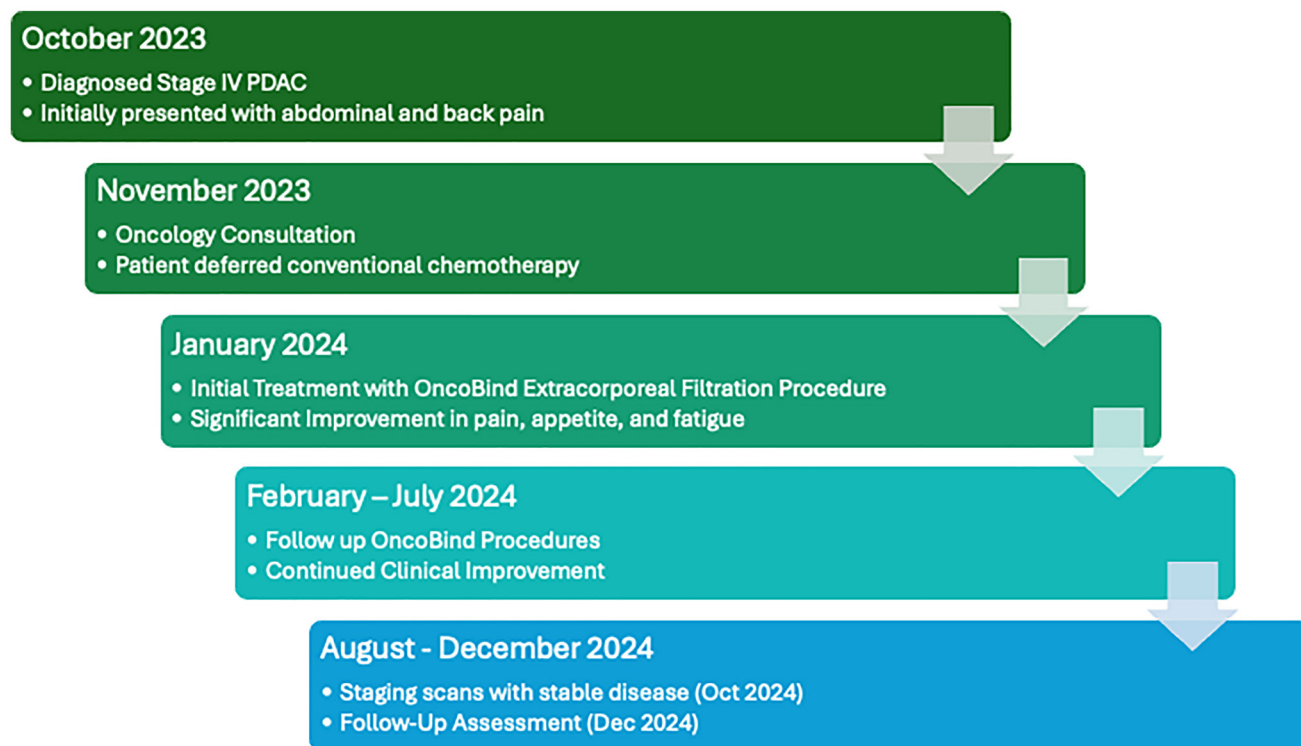 October 2023
• Diagnosed Stage IV PDAC
• Initially presented with abdominal and back pain
November 2023
• Oncology Consultation
• Patient deferred conventional chemotherapy
January 2024
• Initial Treatment with OncoBind Extracorporeal Filtration Procedure
• Significant Improvement in pain, appetite, and fatigue
February – July 2024
• Follow up OncoBind Procedures
• Continued Clinical Improvement
August - December 2024
• Staging scans with stable disease (Oct 2024)
• Follow-Up Assessment (Dec 2024)